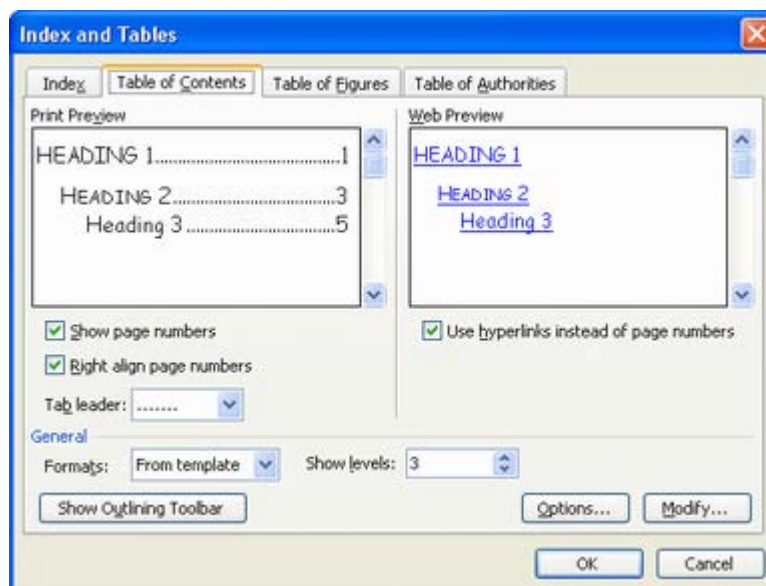 Index and Tables
Index Table of Contents Table of Figures Table of Authorities
Print Preview Web Preview
HEADING 1.............................................1 HEADING 1
HEADING 2.....................................3 HEADING 2
Heading 3.................................5 Heading 3
Show page numbers Use hyperlinks instead of page numbers
Right align page numbers
Tab leader: .......
General
Formats: From template Show levels: 3
Show Outlining Toolbar Options... Modify...
OK Cancel